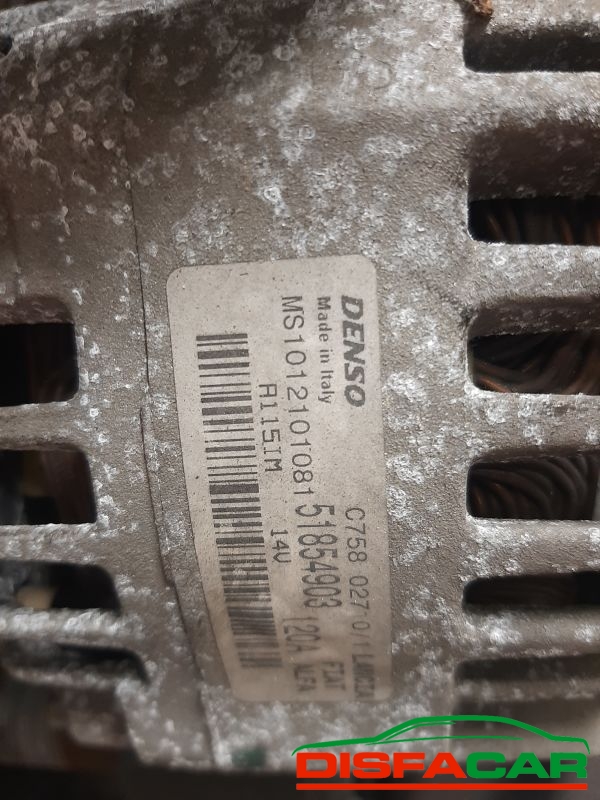 DENSO
Made in Italy
C758 027 0/1 LANCIA
FIAT
MS1012101081 51854903 120A ALFA
A115IM 14V
DISFACAR